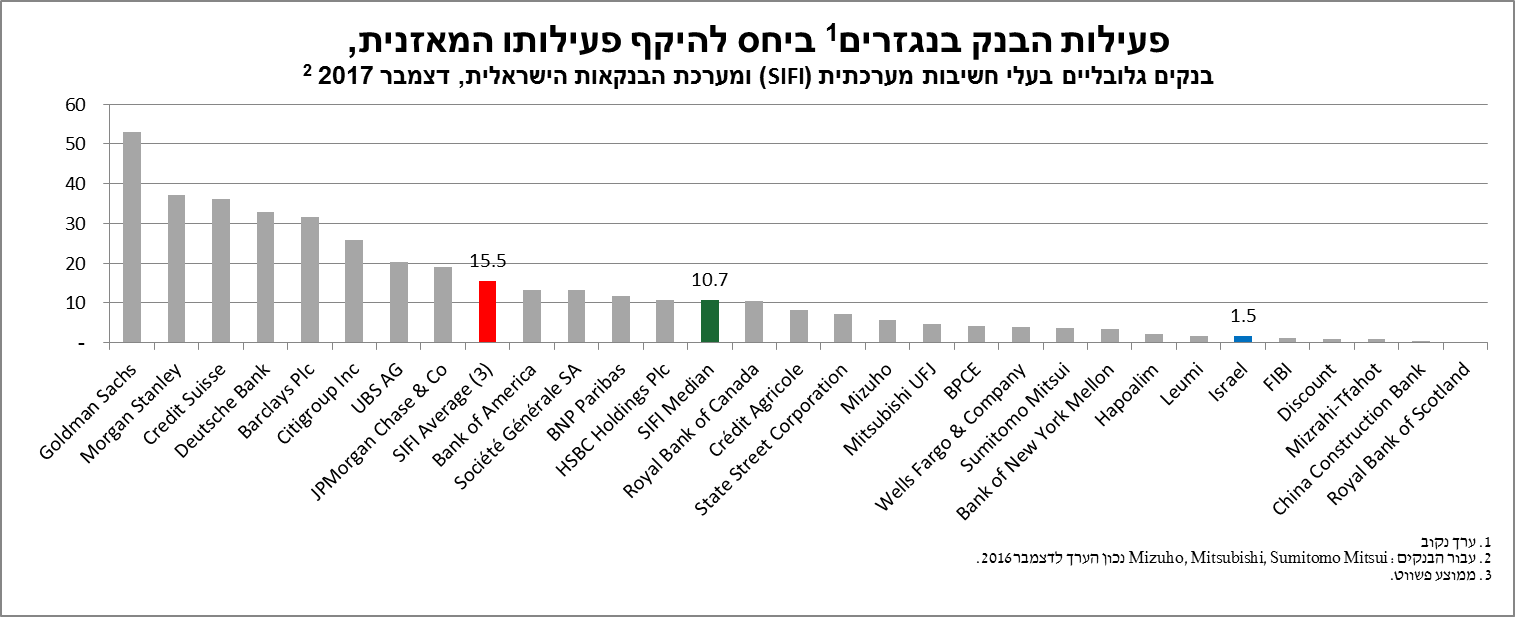 פעילות הבנק בנגזרים1 ביחס להיקף פעילותו המאזנית,
בנקים גלובליים בעלי חשיבות מערכתית (SIFI) ומערכת הבנקאות הישראלית, דצמבר 2017 2
60
50
40
30
20
10
-
15.5
10.7
1.5
Goldman Sachs
Morgan Stanley
Credit Suisse
Deutsche Bank
Barclays Plc
Citigroup Inc
UBS AG
JPMorgan Chase & Co
SIFI Average (3)
Bank of America
Société Générale SA
BNP Paribas
HSBC Holdings Plc
SIFI Median
Royal Bank of Canada
Crédit Agricole
State Street Corporation
Mizuho
Mitsubishi UFJ
BPCE
Wells Fargo & Company
Sumitomo Mitsui
Bank of New York Mellon
Hapoalim
Leumi
Israel
FIBI
Discount
Mizrahi-Tfahot
China Construction Bank
Royal Bank of Scotland
1. ערך נקוב
2. עבור הבנקים: Mizuho, Mitsubishi, Sumitomo Mitsui נכון הערך לדצמבר 2016.
3. ממוצע פשוט.